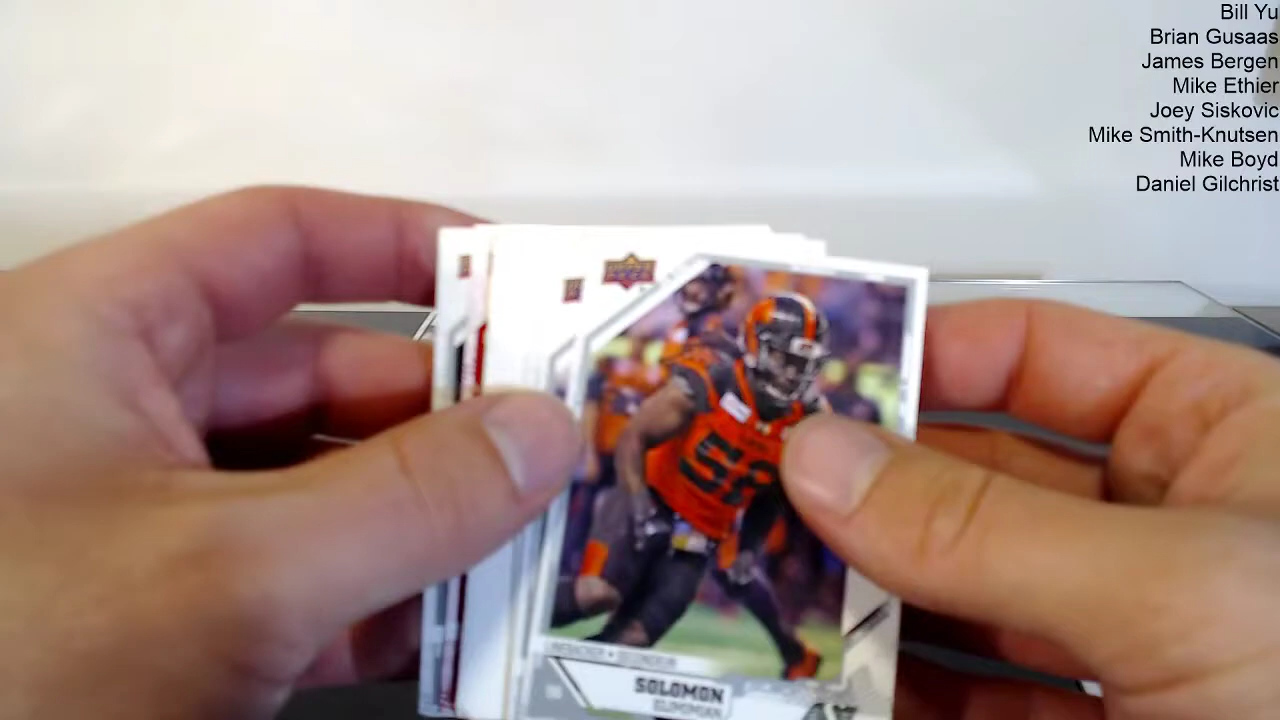 Bill Yu
Brian Gusaas
James Bergen
Mike Ethier
Joey Siskovic
Mike Smith-Knutsen
Mike Boyd
Daniel Gilchrist
58
SOLOMON
ELIMIMIAN